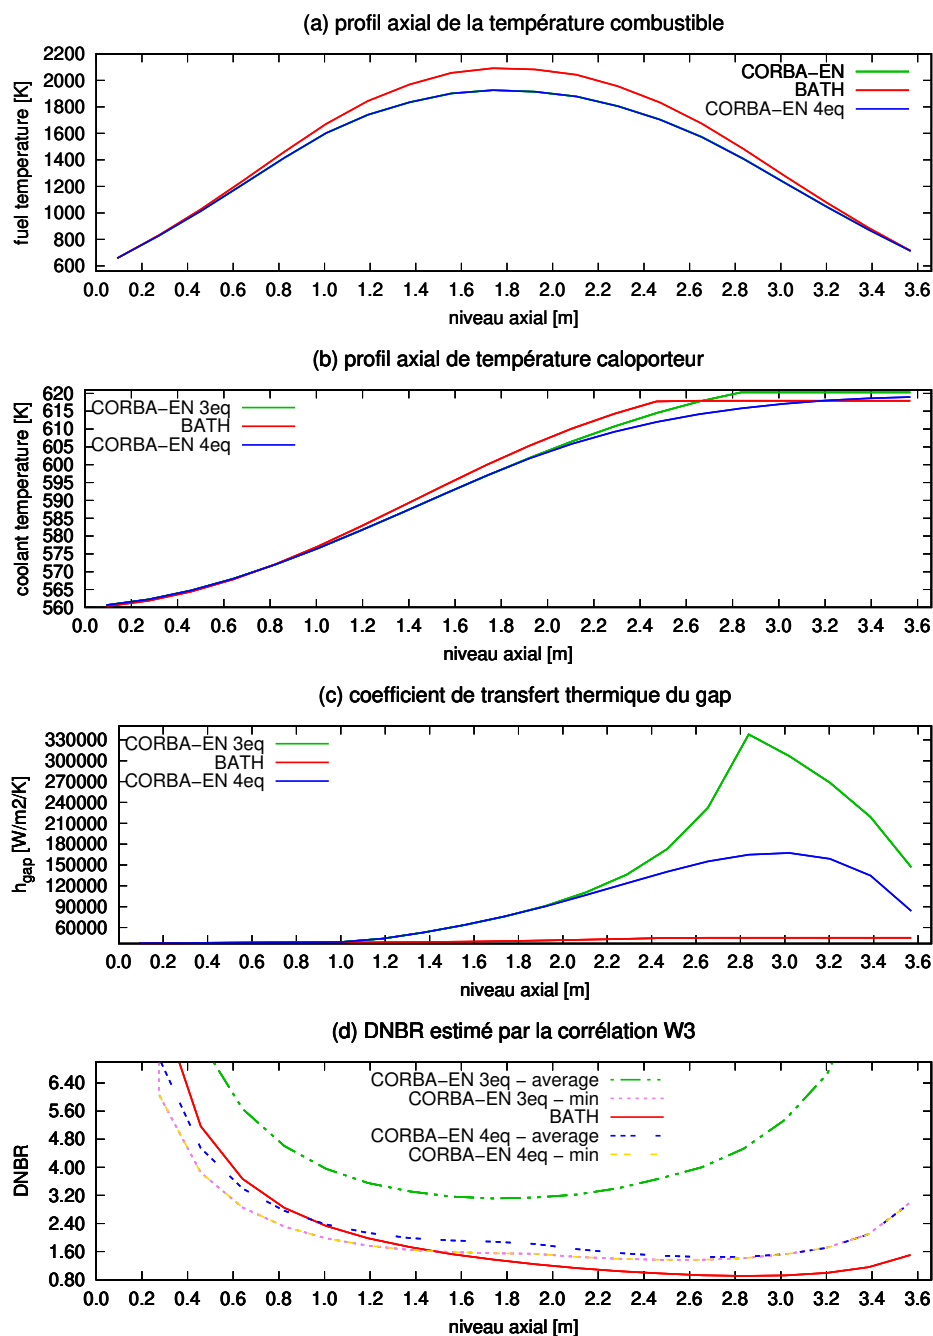 (a) profil axial de la température combustible
fuel temperature [K]
2200
2000
1800
1600
1400
1200
1000
800
600
CORBA−EN
BATH
CORBA−EN 4eq
0.0 0.2 0.4 0.6 0.8 1.0 1.2 1.4 1.6 1.8 2.0 2.2 2.4 2.6 2.8 3.0 3.2 3.4 3.6
niveau axial [m]
(b) profil axial de température caloporteur
coolant temperature [K]
620
615
610
605
600
595
590
585
580
575
570
565
560
CORBA−EN 3eq
BATH
CORBA−EN 4eq
0.0 0.2 0.4 0.6 0.8 1.0 1.2 1.4 1.6 1.8 2.0 2.2 2.4 2.6 2.8 3.0 3.2 3.4 3.6
niveau axial [m]
(c) coefficient de transfert thermique du gap
hgap [W/m2/K]
330000
300000
270000
240000
210000
180000
150000
120000
90000
60000
CORBA−EN 3eq
BATH
CORBA−EN 4eq
0.0 0.2 0.4 0.6 0.8 1.0 1.2 1.4 1.6 1.8 2.0 2.2 2.4 2.6 2.8 3.0 3.2 3.4 3.6
niveau axial [m]
(d) DNBR estimé par la corrélation W3
DNBR
6.40
5.60
4.80
4.00
3.20
2.40
1.60
0.80
CORBA−EN 3eq − average
CORBA−EN 3eq − min
BATH
CORBA−EN 4eq − average
CORBA−EN 4eq − min
0.0 0.2 0.4 0.6 0.8 1.0 1.2 1.4 1.6 1.8 2.0 2.2 2.4 2.6 2.8 3.0 3.2 3.4 3.6
niveau axial [m]